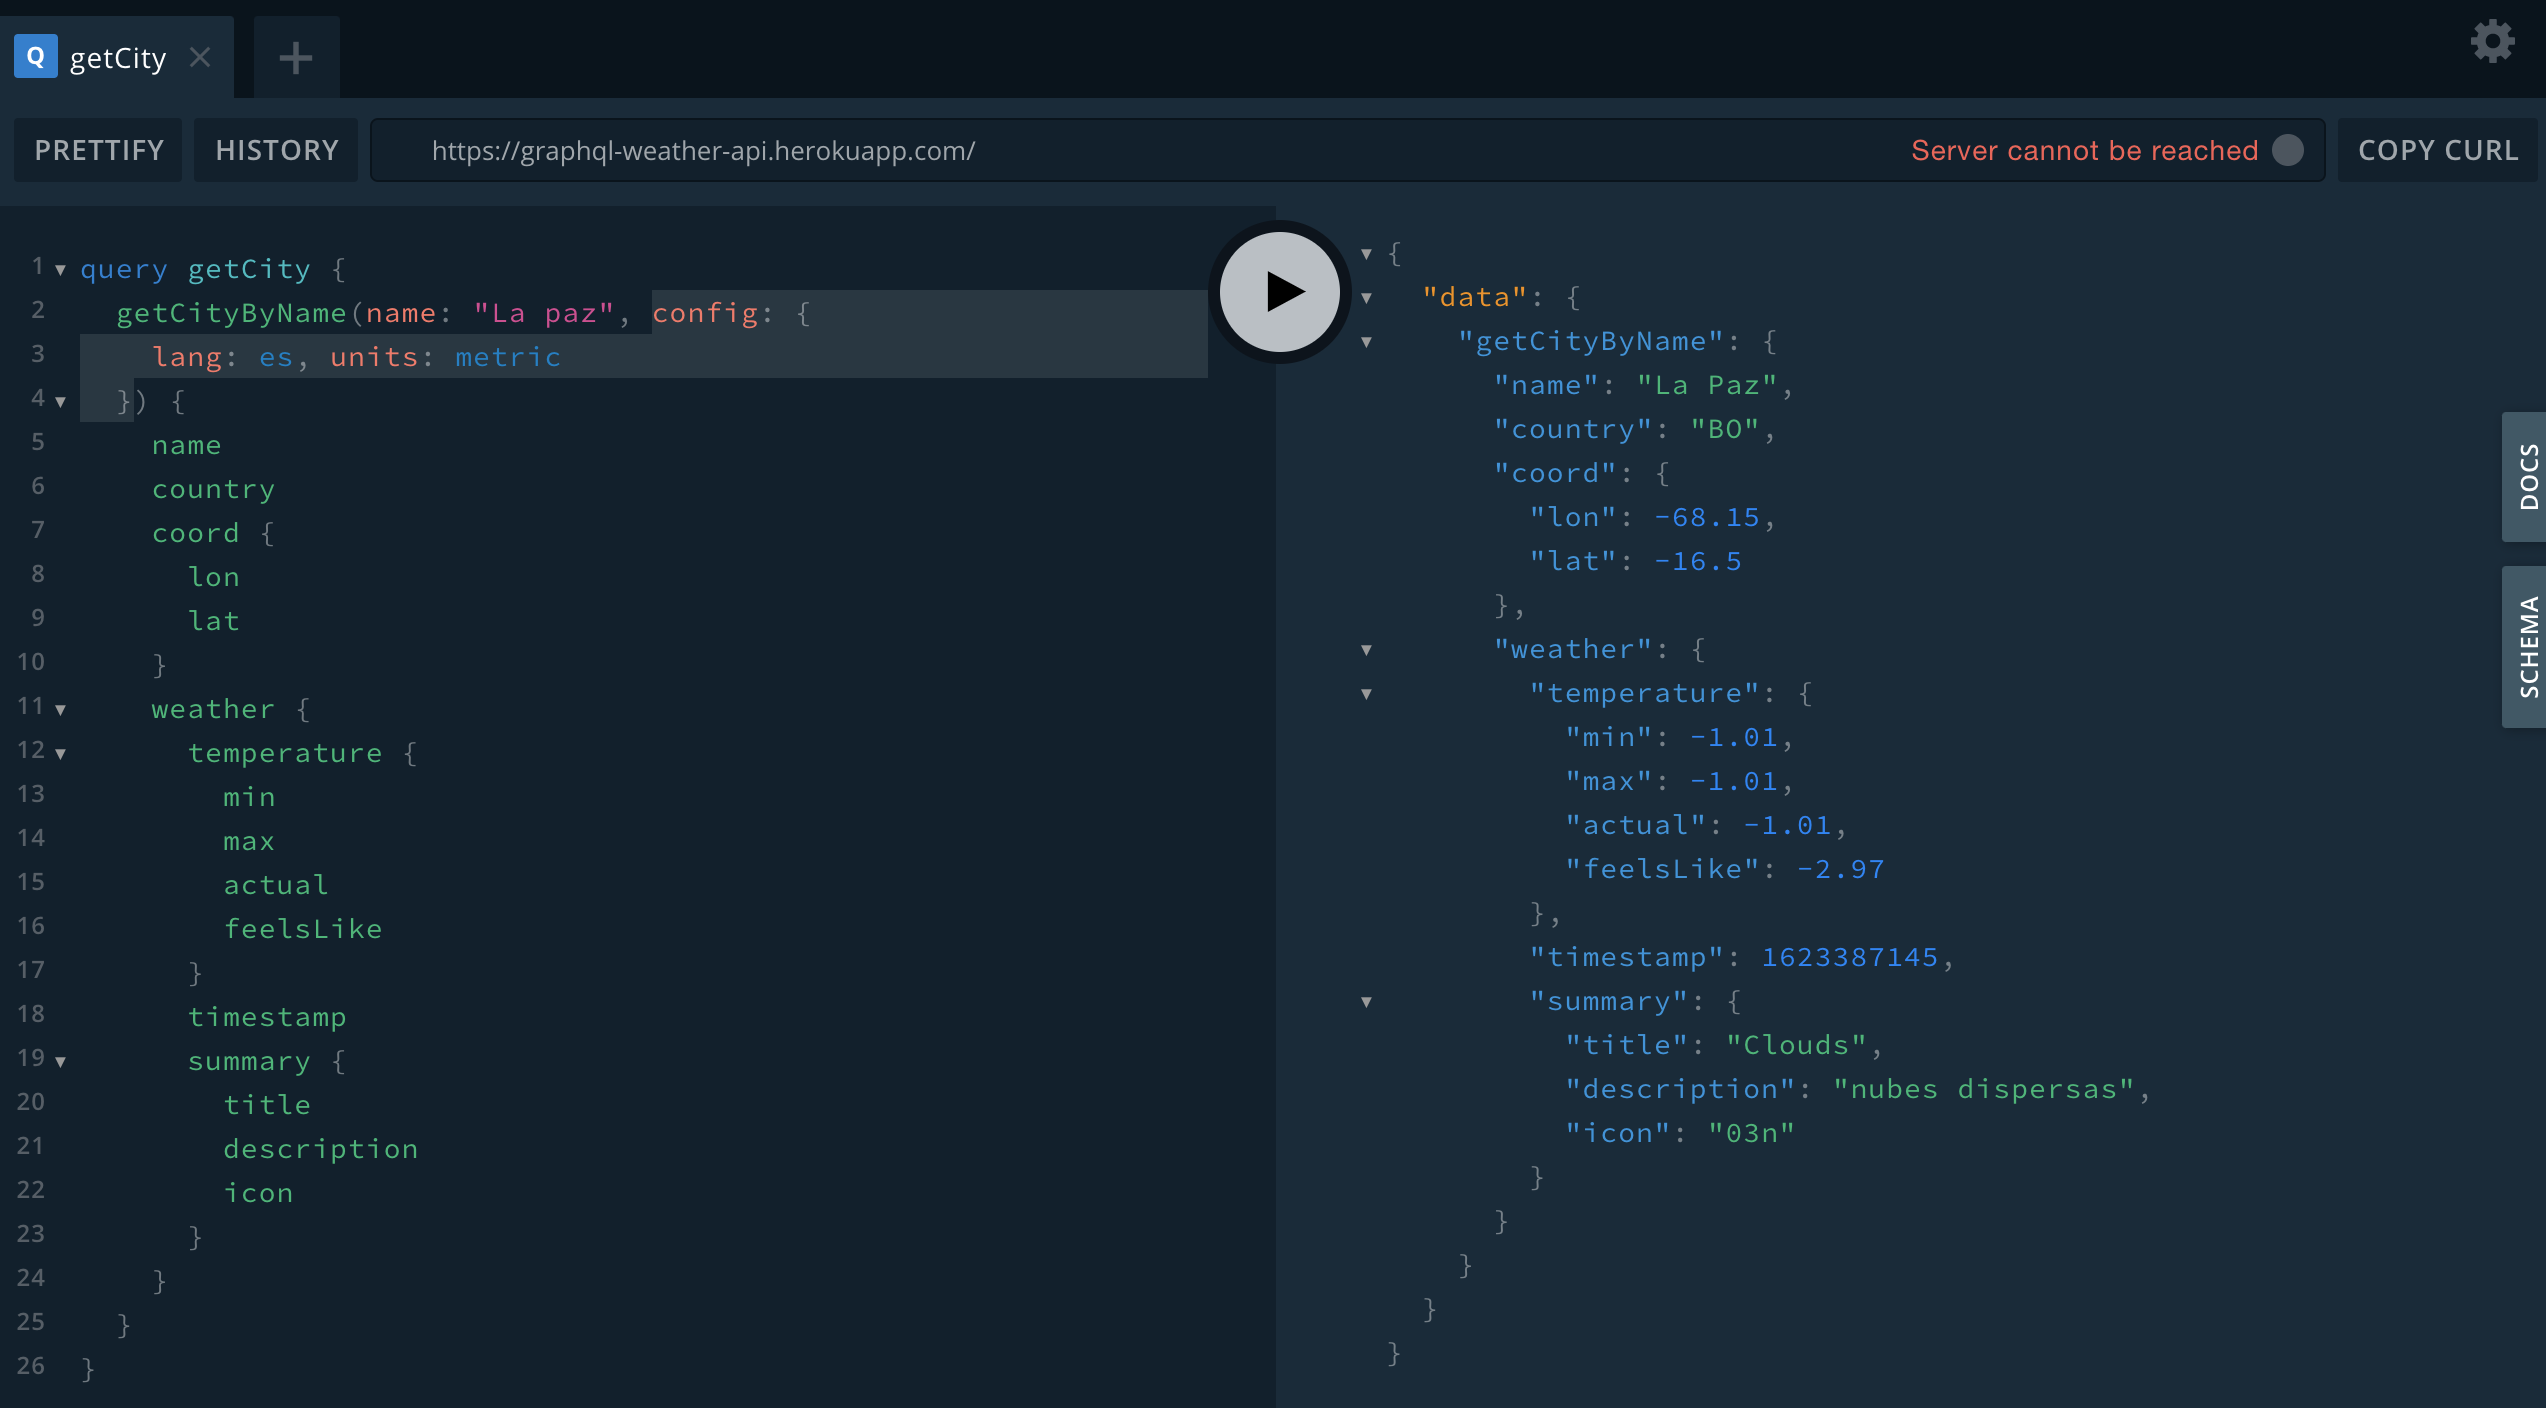 Q getCity
PRETTIFY HISTORY https://graphql-weather-api.herokuapp.com/ Server cannot be reached COPY CURL
1 query getCity {
2 getCityByName(name: "La paz", config: {
3 lang: es, units: metric
4 }) {
5 name
6 country
7 coord {
8 lon
9 lat
10 }
11 weather {
12 temperature {
13 min
14 max
15 actual
16 feelsLike
17 }
18 timestamp
19 summary {
20 title
21 description
22 icon
23 }
24 }
25 }
26 }
{
"data": {
"getCityByName": {
"name": "La Paz",
"country": "BO",
"coord": {
"lon": -68.15,
"lat": -16.5
},
"weather": {
"temperature": {
"min": -1.01,
"max": -1.01,
"actual": -1.01,
"feelsLike": -2.97
},
"timestamp": 1623387145,
"summary": {
"title": "Clouds",
"description": "nubes dispersas",
"icon": "03n"
}
}
}
}
}
DOCS
SCHEMA